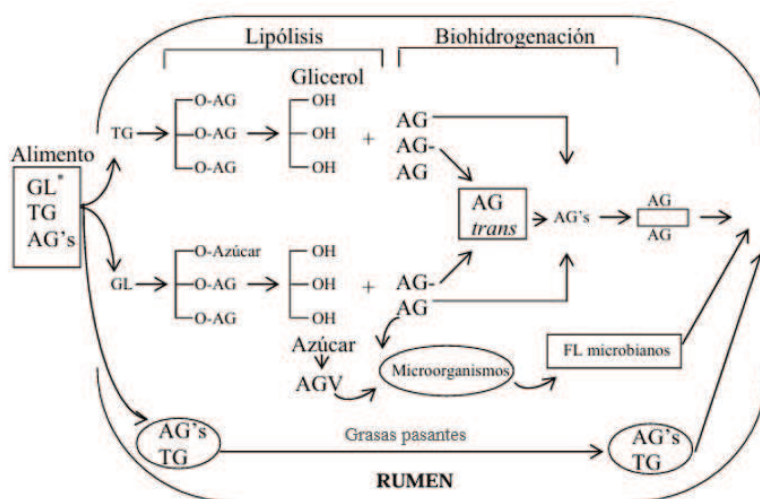 Lipólisis
Biohidrogenación
Glicerol
Alimento
GL*
TG
AG's
TG
O-AG
O-AG
O-AG
OH
OH
OH
+
AG
AG-
AG
AG
trans
AG's
AG
AG
GL
O-Azúcar
O-AG
O-AG
OH
OH
OH
+
AG-
AG
Azúcar
AGV
Microorganismos
FL microbianos
AG's
TG
Grasas pasantes
AG's
TG
RUMEN